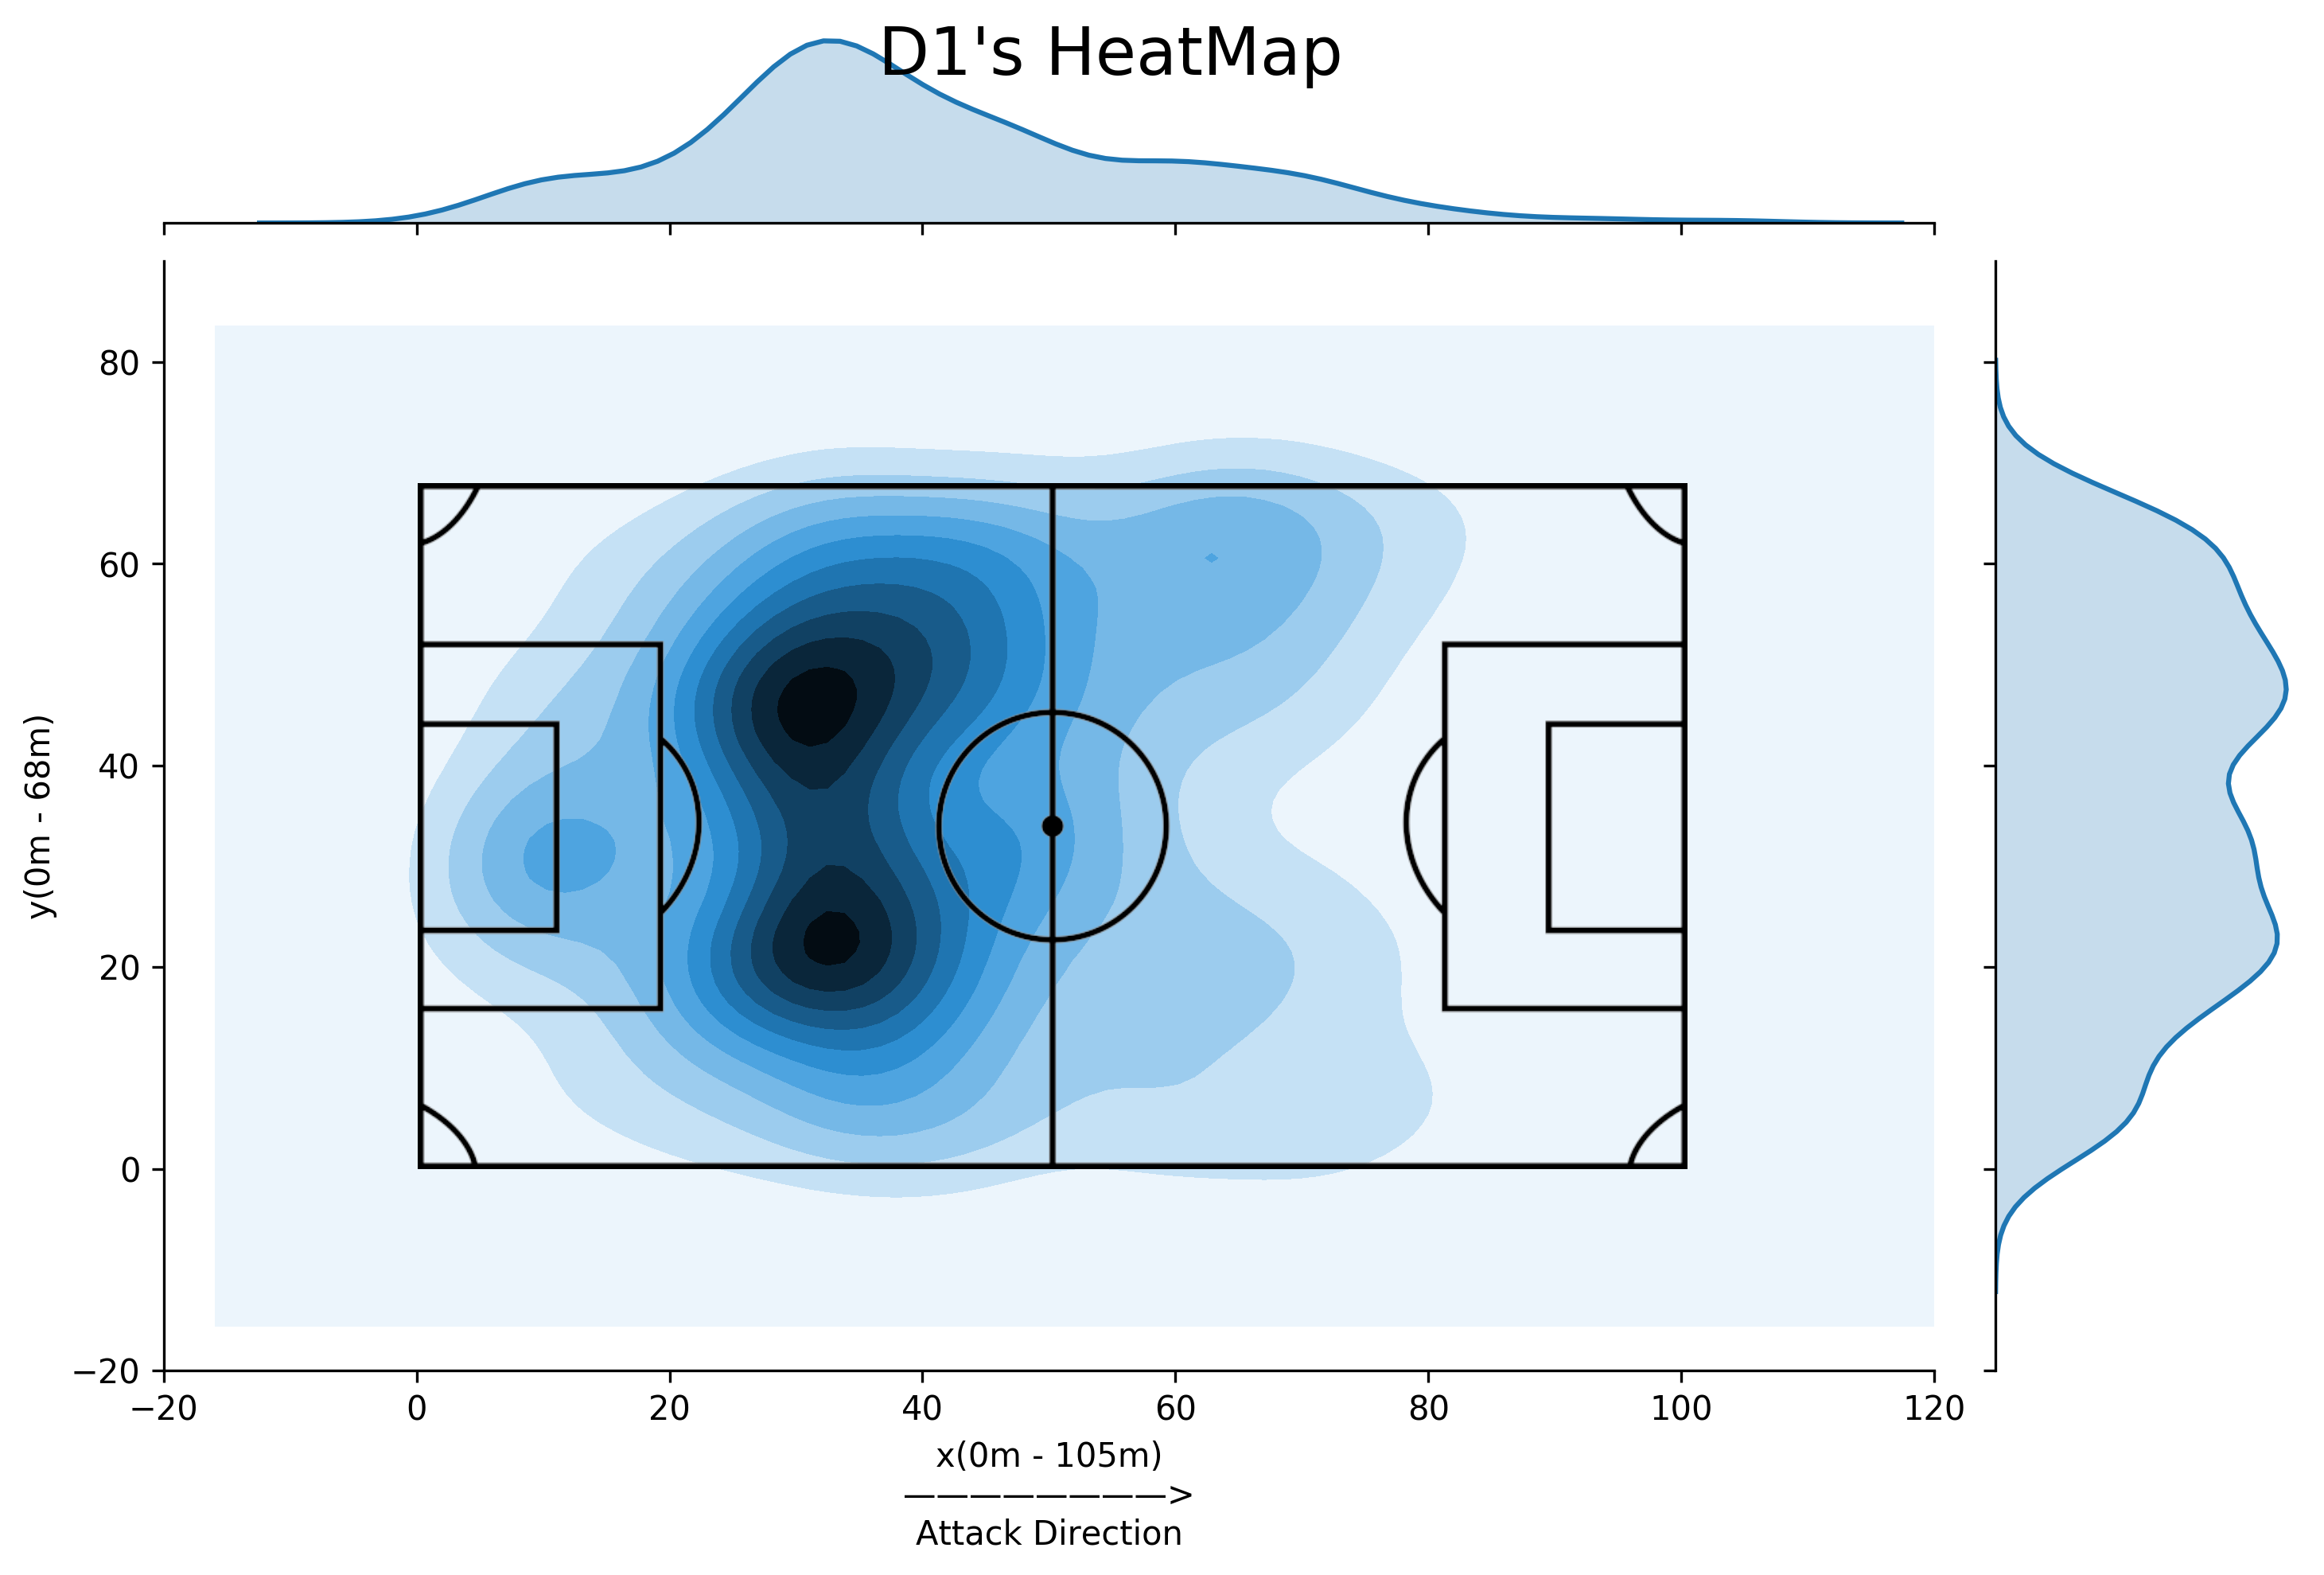 D1's HeatMap
80
60
40
20
0
−20
y(0m - 68m)
−20 0 20 40 60 80 100 120
x(0m - 105m)
————————>
Attack Direction